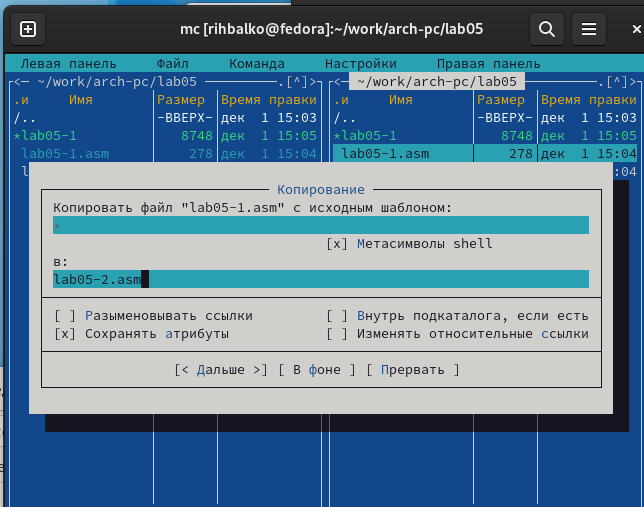 mc [rihbalko@fedora]:~/work/arch-pc/lab05
Левая панель Файл Команда Настройки Правая панель
<─ ~/work/arch-pc/lab05 ─.[^]>
.и Имя Размер Время правки
/.. -ВВЕРХ- дек 1 15:03
*lab05-1 8748 дек 1 15:05
lab05-1.asm 278 дек 1 15:04
<─ ~/work/arch-pc/lab05 ─.[^]>
.и Имя Размер Время правки
/.. -ВВЕРХ- дек 1 15:03
*lab05-1 8748 дек 1 15:05
lab05-1.asm 278 дек 1 15:04
:04
Копирование
Копировать файл "lab05-1.asm" с исходным шаблоном:
*
[x] Метасимволы shell
в:
lab05-2.asm
[ ] Разыменовывать ссылки [ ] Внутрь подкаталога, если есть
[x] Сохранять атрибуты [ ] Изменять относительные ссылки
[< Дальше >] [ В фоне ] [ Прервать ]